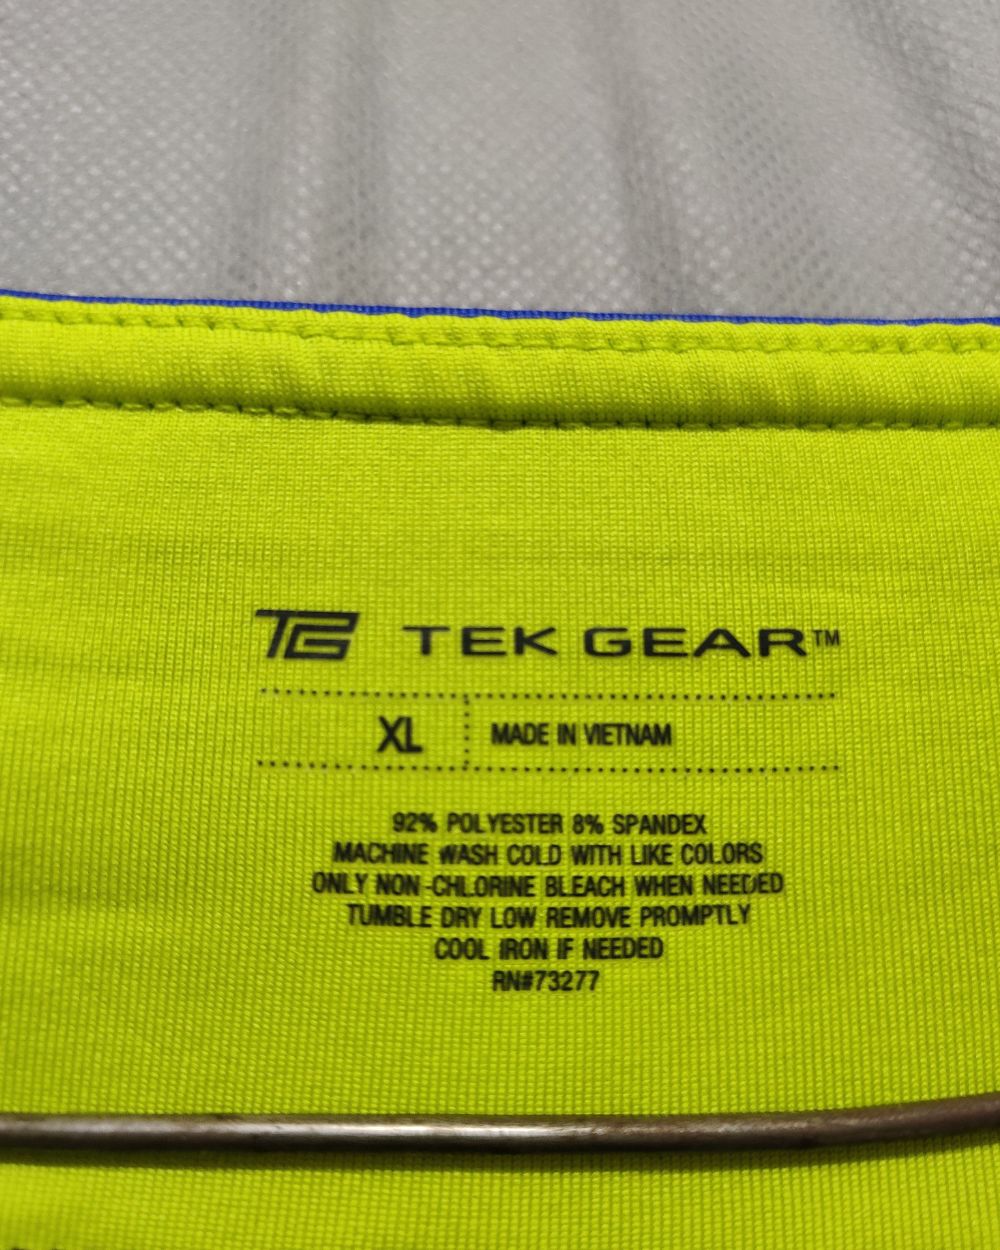 TG TEK GEAR™
XL MADE IN VIETNAM
92% POLYESTER 8% SPANDEX
MACHINE WASH COLD WITH LIKE COLORS
ONLY NON-CHLORINE BLEACH WHEN NEEDED
TUMBLE DRY LOW REMOVE PROMPTLY
COOL IRON IF NEEDED
RN#73277